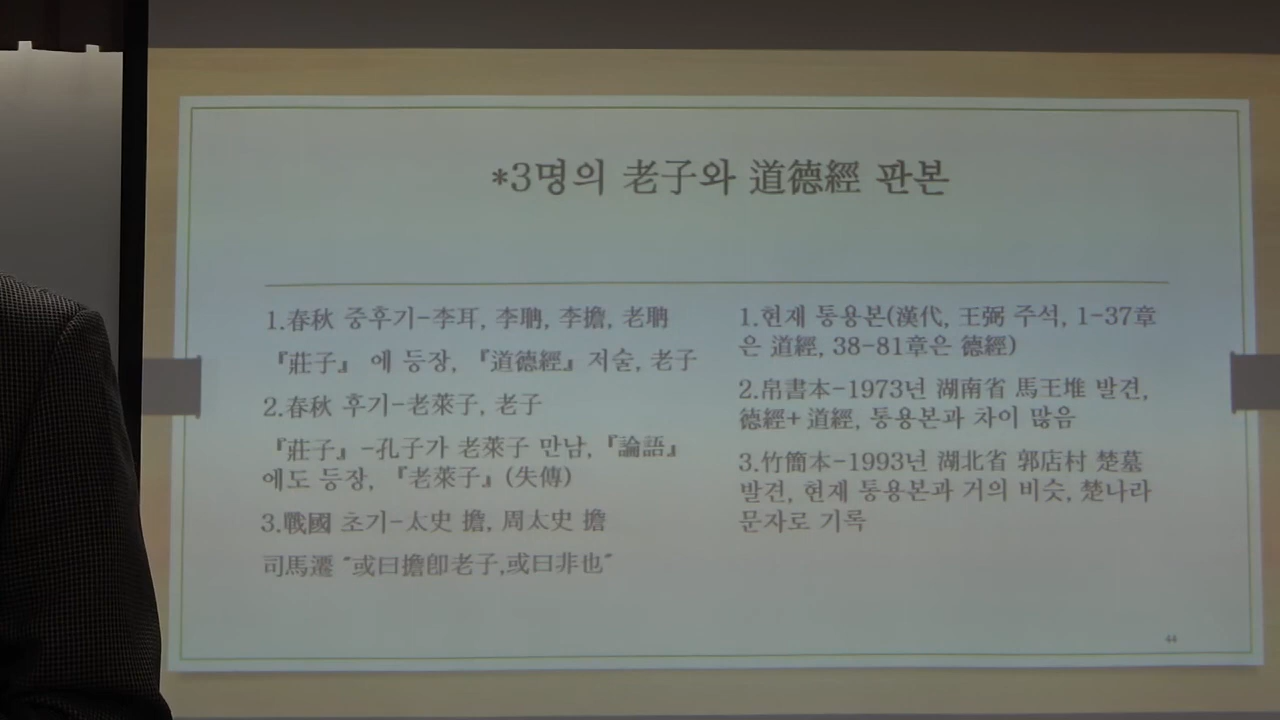 *3명의 老子와 道德經 판본
1.春秋 중후기-李耳, 李聃, 李擔, 老聃
『莊子』 에 등장, 『道德經』저술, 老子
2.春秋 후기-老萊子, 老子
『莊子』-孔子가 老萊子 만남, 『論語』
에도 등장, 『老萊子』(失傳)
3.戰國 초기-太史 擔, 周太史 擔
司馬遷 "或曰擔卽老子,或曰非也"
1.현재 통용본(漢代, 王弼 주석, 1-37章
은 道經, 38-81章은 德經)
2.帛書本-1973년 湖南省 馬王堆 발견,
德經+ 道經, 통용본과 차이 많음
3.竹簡本-1993년 湖北省 郭店村 楚墓
발견, 현재 통용본과 거의 비슷, 楚나라
문자로 기록
44